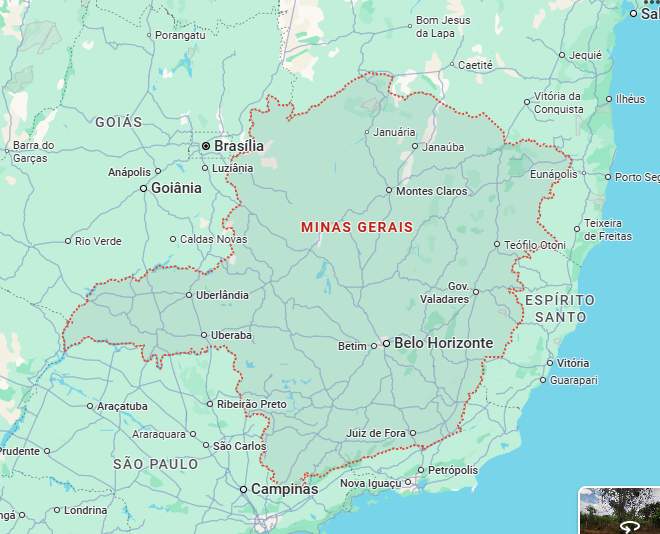 Sal
Bom Jesus
da Lapa
Porangatu
Jequié
Caetité
Vitória da
Conquista
Ilhéus
GOIÁS
Januária
Barra do
Garças
Brasília
Janaúba
Luziânia
Anápolis
Eunápolis
Porto Seg
Goiânia
Montes Claros
MINAS GERAIS
Teixeira
de Freitas
Rio Verde
Caldas Novas
Teófilo Otoni
Gov.
Valadares
Uberlândia
ESPÍRITO
SANTO
Uberaba
Betim
Belo Horizonte
Vitória
Guarapari
Araçatuba
Ribeirão Preto
Araraquara
Juiz de Fora
São Carlos
Prudente
SÃO PAULO
Petrópolis
Nova Iguaçu
Campinas
Londrina
ngá